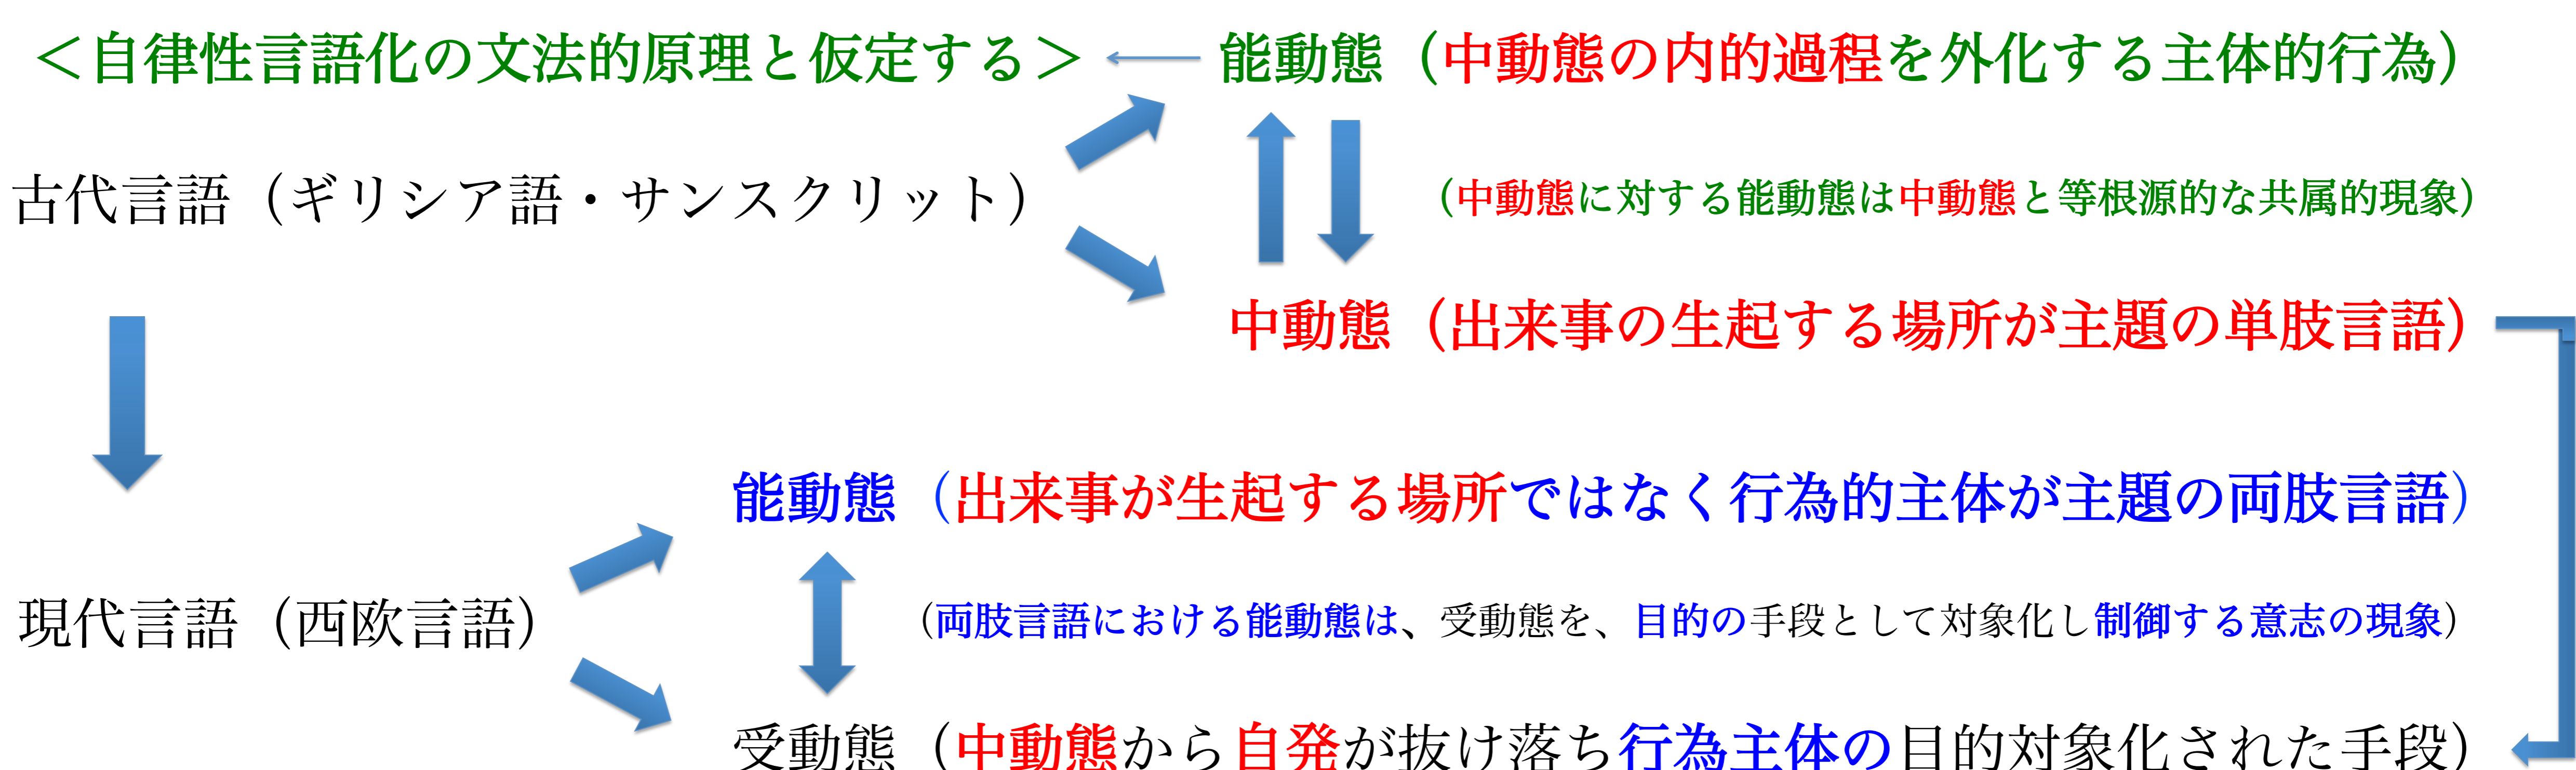 ＜自律性言語化の文法的原理と仮定する＞ 能動態（中動態の内的過程を外化する主体的行為）
古代言語（ギリシア語・サンスクリット）
（中動態に対する能動態は中動態と等根源的な共属的現象）
中動態（出来事の生起する場所が主題の単肢言語）
能動態（出来事が生起する場所ではなく行為的主体が主題の両肢言語）
現代言語（西欧言語）
（両肢言語における能動態は、受動態を、目的の手段として対象化し制御する意志の現象）
受動態（中動態から自発が抜け落ち行為主体の目的対象化された手段）